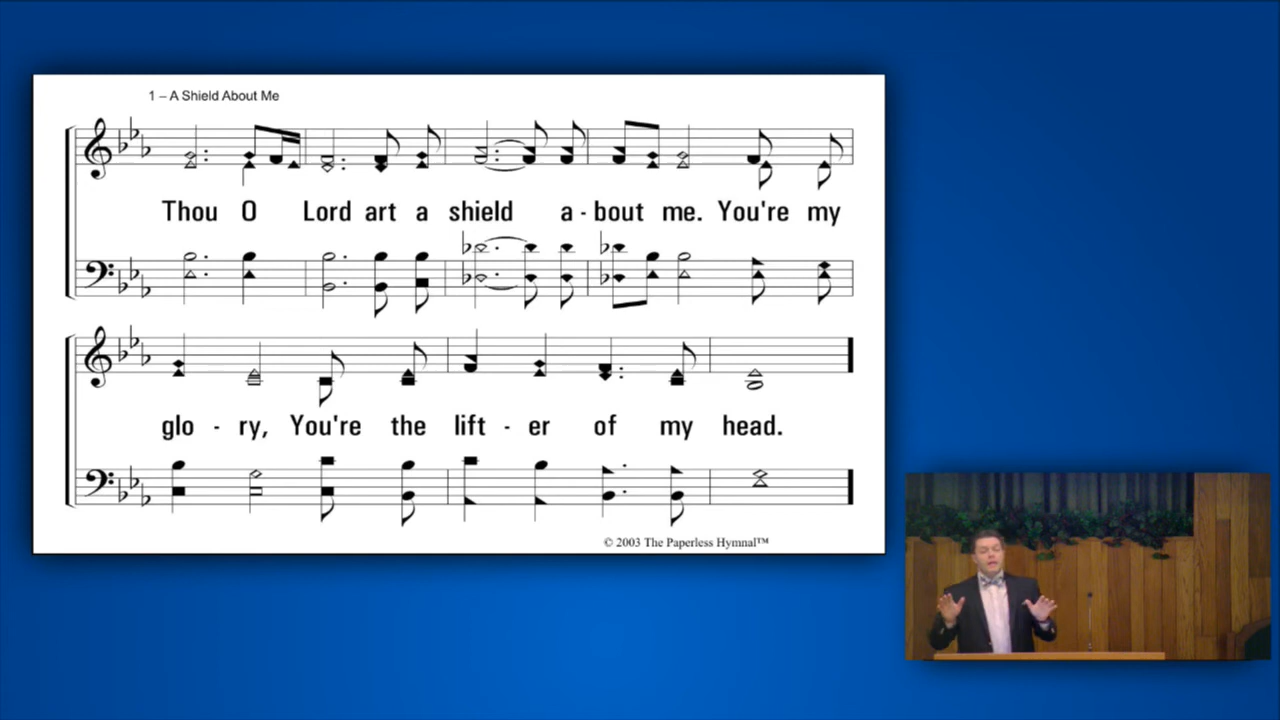 1 – A Shield About Me
Thou O Lord art a shield a - bout me. You're my
glo - ry, You're the lift - er of my head.
© 2003 The Paperless Hymnal™